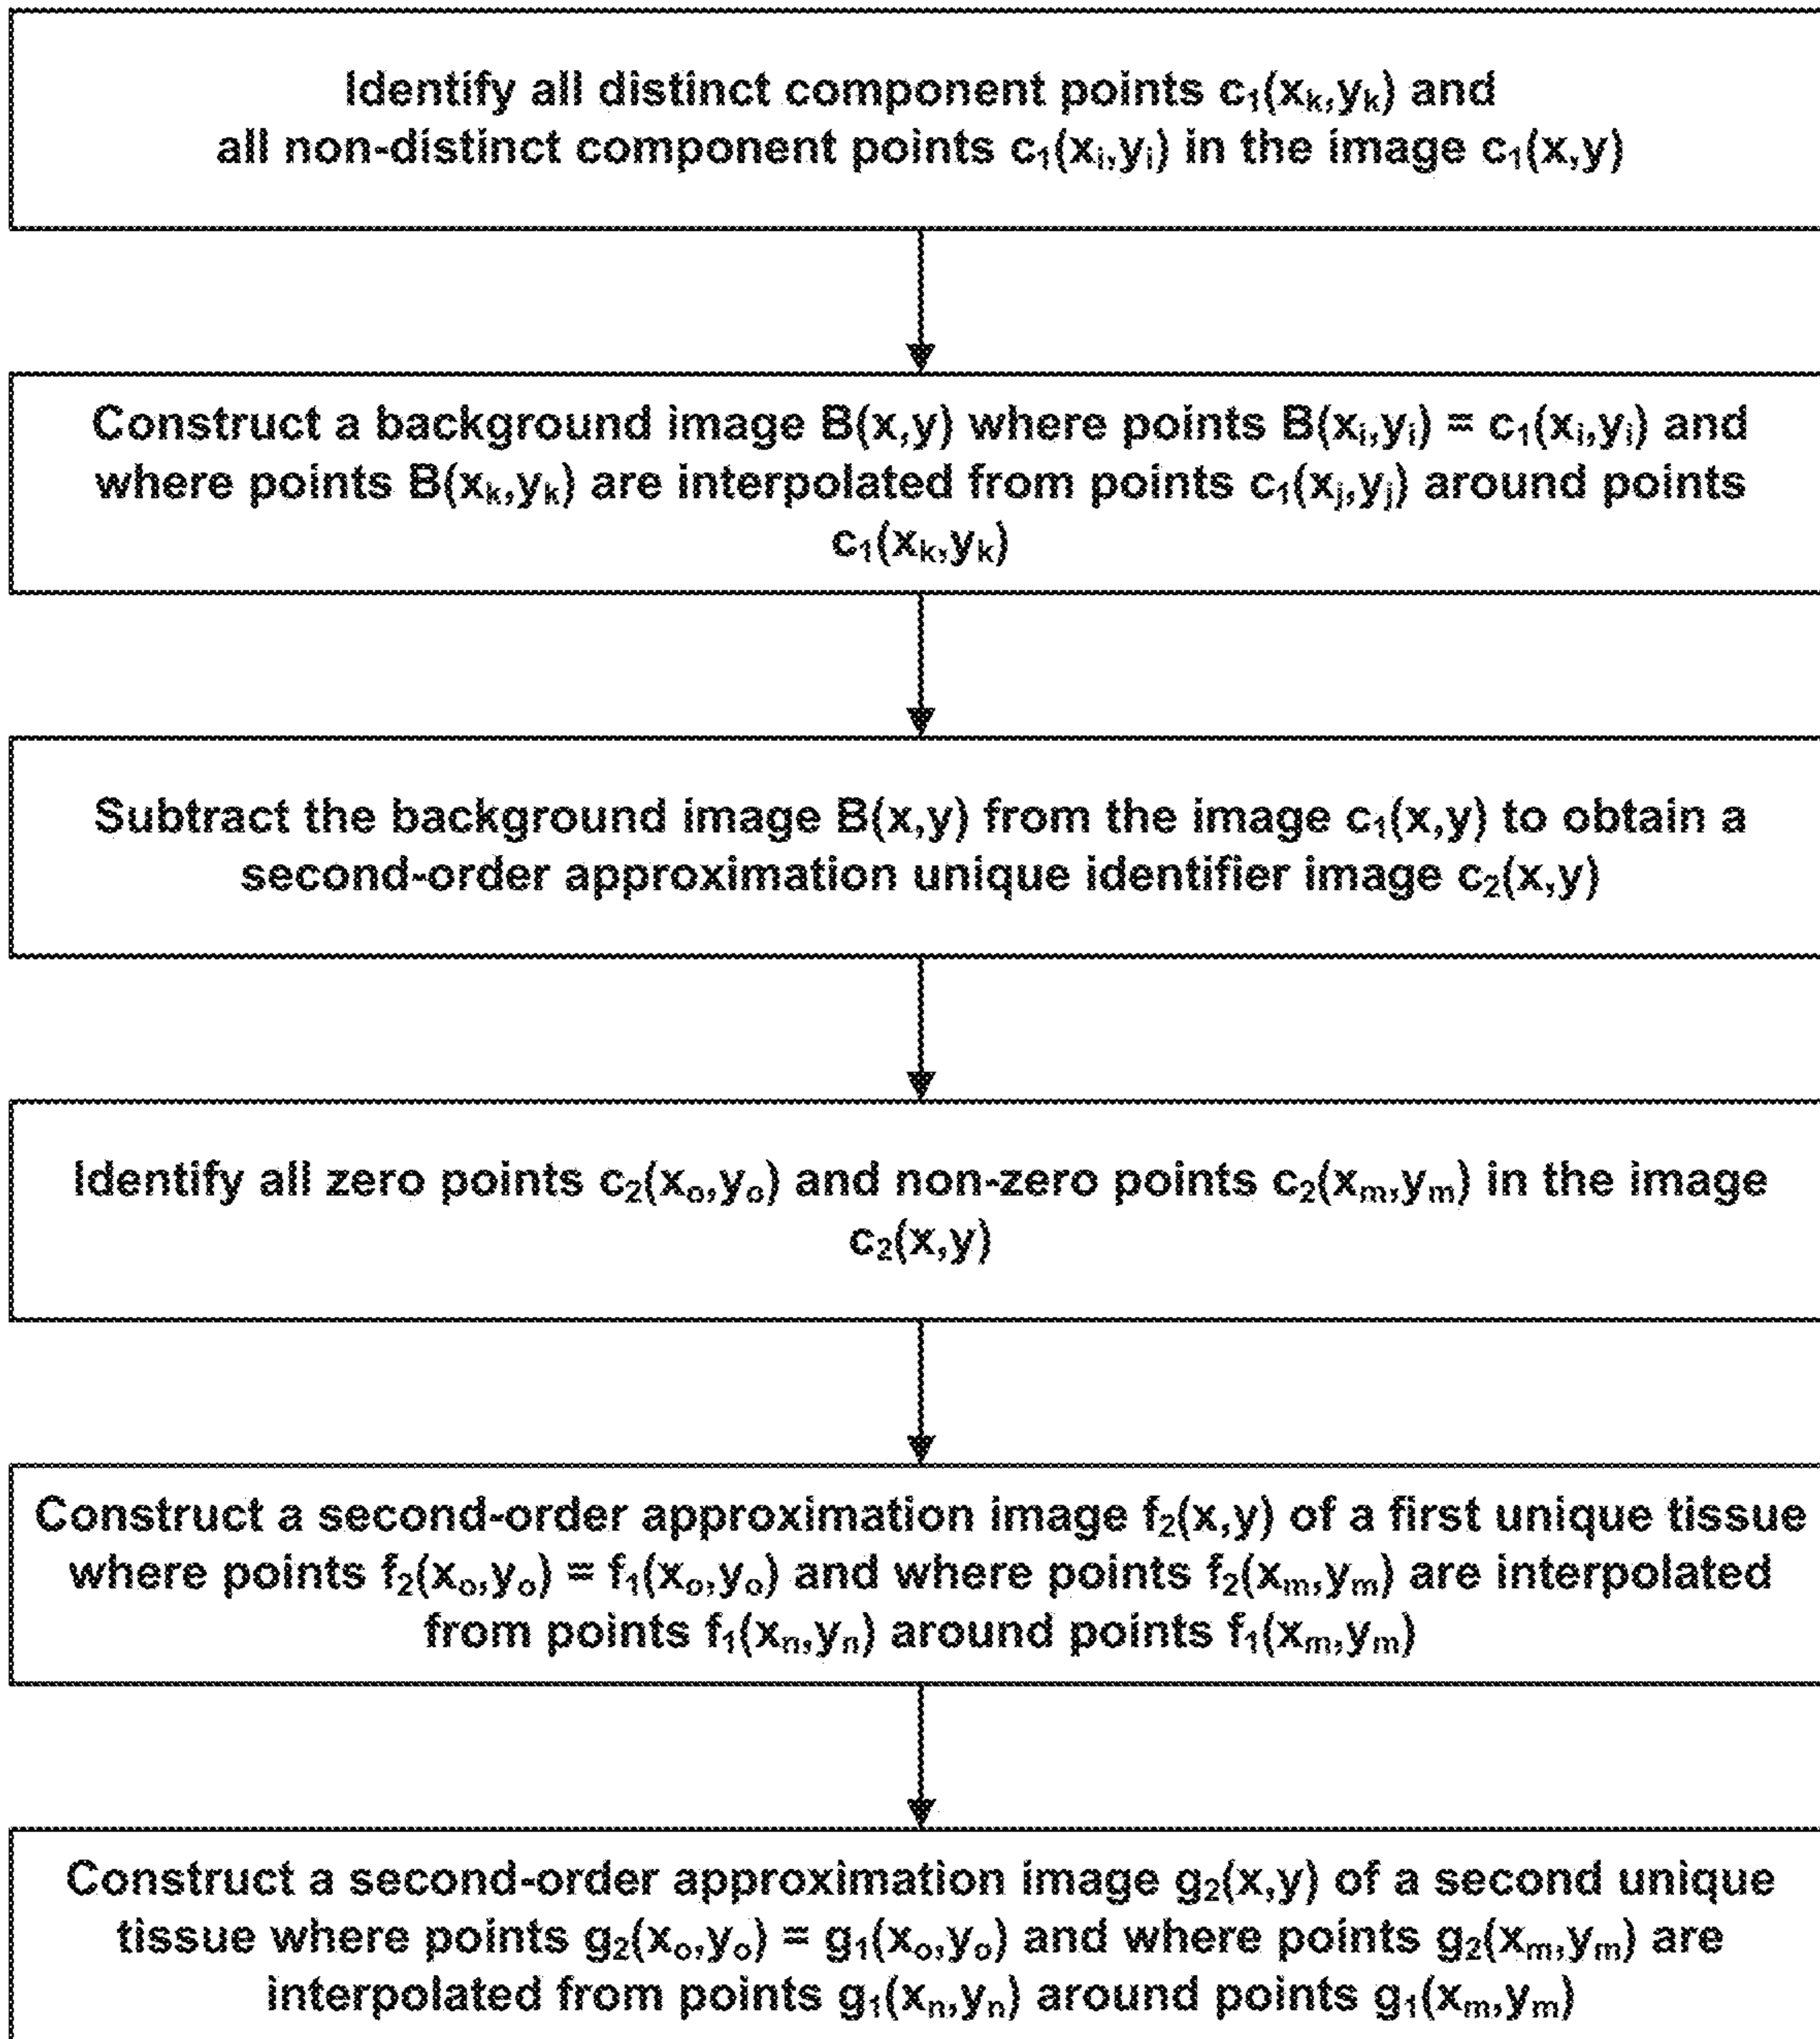 Identify all distinct component points c₁(xₖ,yₖ) and
all non-distinct component points c₁(xᵢ,yᵢ) in the image c₁(x,y)
Construct a background image B(x,y) where points B(xᵢ,yᵢ) = c₁(xᵢ,yᵢ) and
where points B(xₖ,yₖ) are interpolated from points c₁(xⱼ,yⱼ) around points
c₁(xₖ,yₖ)
Subtract the background image B(x,y) from the image c₁(x,y) to obtain a
second-order approximation unique identifier image c₂(x,y)
Identify all zero points c₂(xₒ,yₒ) and non-zero points c₂(xₘ,yₘ) in the image
c₂(x,y)
Construct a second-order approximation image f₂(x,y) of a first unique tissue
where points f₂(xₒ,yₒ) = f₁(xₒ,yₒ) and where points f₂(xₘ,yₘ) are interpolated
from points f₁(xₙ,yₙ) around points f₁(xₘ,yₘ)
Construct a second-order approximation image g₂(x,y) of a second unique
tissue where points g₂(xₒ,yₒ) = g₁(xₒ,yₒ) and where points g₂(xₘ,yₘ) are
interpolated from points g₁(xₙ,yₙ) around points g₁(xₘ,yₘ)